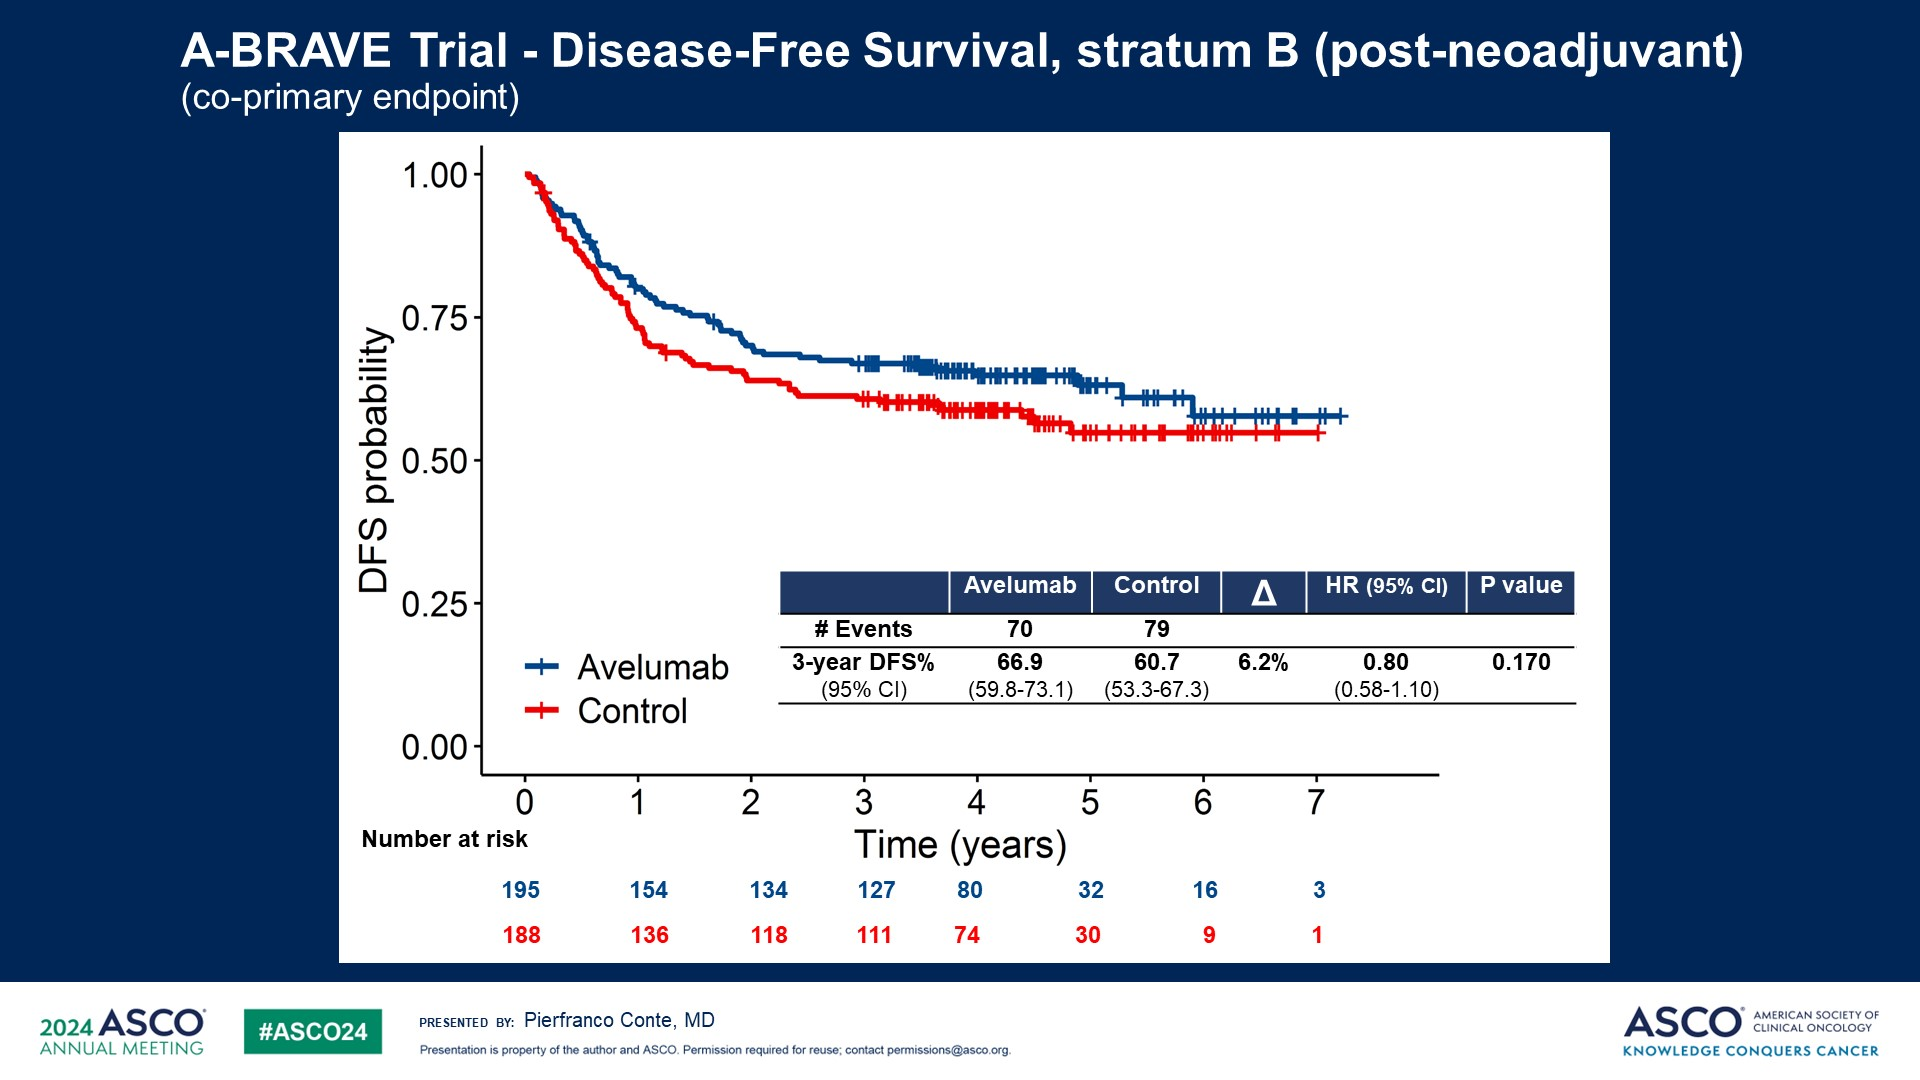 A-BRAVE Trial - Disease-Free Survival, stratum B (post-neoadjuvant)
(co-primary endpoint)
1.00
0.75
0.50
0.25
0.00
DFS probability
Avelumab
Control
Avelumab Control Δ HR (95% CI) P value
# Events 70 79
3-year DFS% 66.9 60.7 6.2% 0.80 0.170
(95% CI) (59.8-73.1) (53.3-67.3) (0.58-1.10)
0 1 2 3 4 5 6 7
Number at risk
Time (years)
195 154 134 127 80 32 16 3
188 136 118 111 74 30 9 1
2024 ASCO
ANNUAL MEETING
#ASCO24
PRESENTED BY: Pierfranco Conte, MD
Presentation is property of the author and ASCO. Permission required for reuse; contact permissions@asco.org.
ASCO AMERICAN SOCIETY OF
CLINICAL ONCOLOGY
KNOWLEDGE CONQUERS CANCER